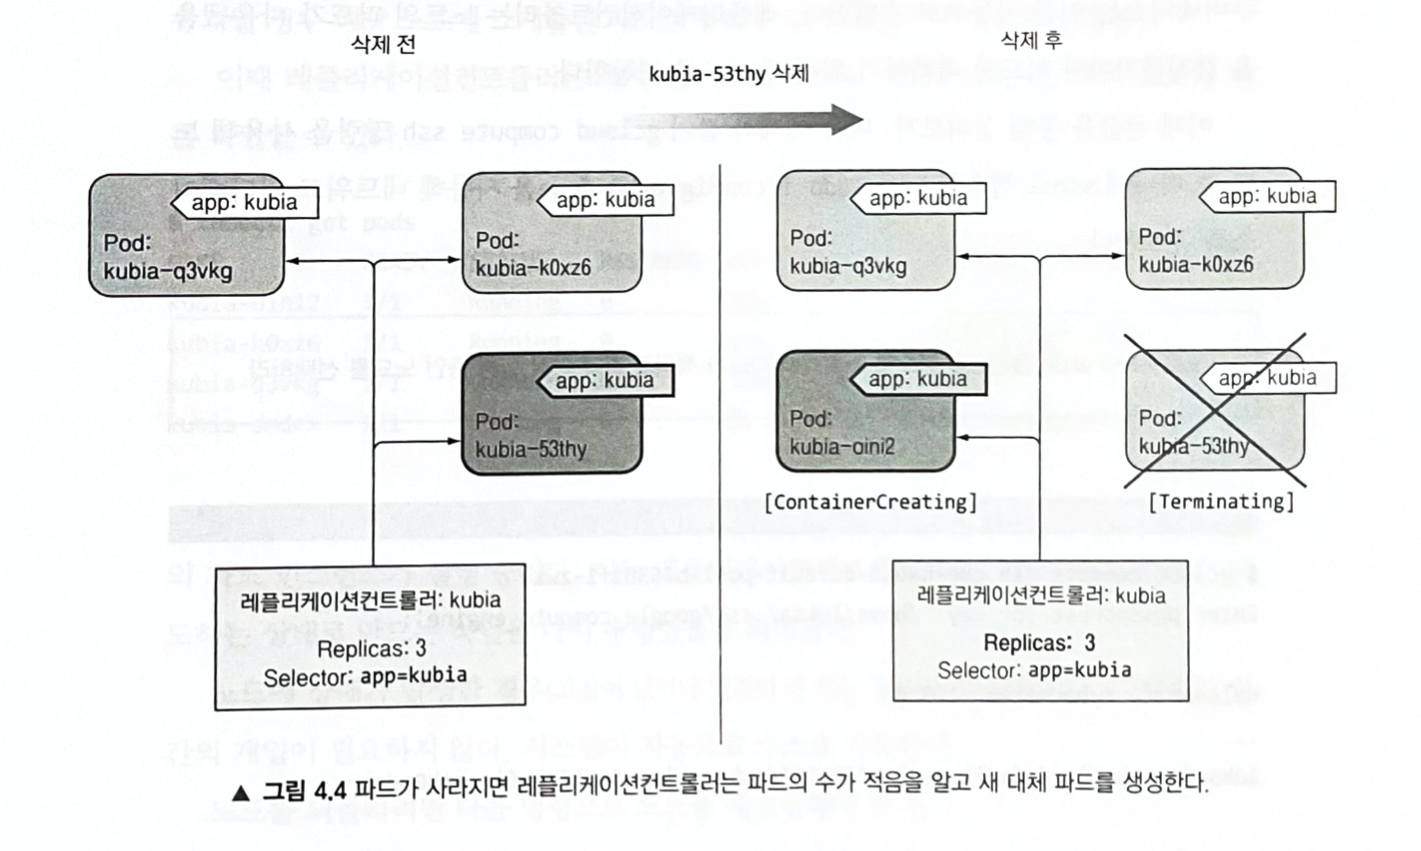 삭제 전
삭제 후
kubia-53thy 삭제
app: kubia
Pod:
kubia-q3vkg
app: kubia
Pod:
kubia-k0xz6
app: kubia
Pod:
kubia-53thy
레플리케이션컨트롤러: kubia
Replicas: 3
Selector: app=kubia
app: kubia
Pod:
kubia-q3vkg
app: kubia
Pod:
kubia-k0xz6
app: kubia
Pod:
kubia-oini2
[ContainerCreating]
app: kubia
Pod:
kubia-53thy
[Terminating]
레플리케이션컨트롤러: kubia
Replicas: 3
Selector: app=kubia
▲ 그림 4.4 파드가 사라지면 레플리케이션컨트롤러는 파드의 수가 적음을 알고 새 대체 파드를 생성한다.